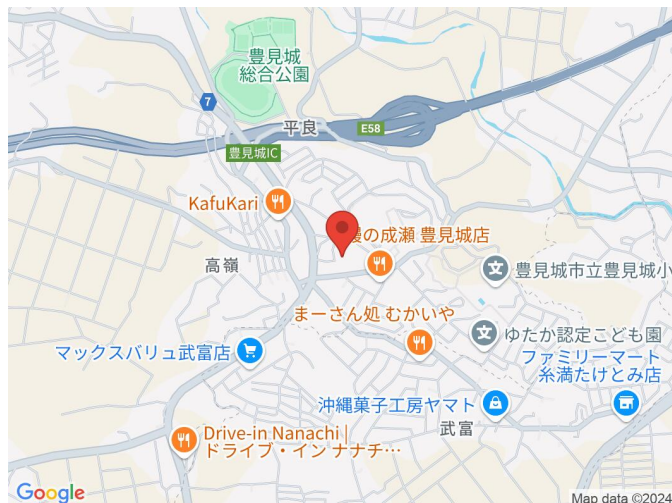 豊見城
総合公園
7
平良
E58
豊見城IC
KafuKari
鰻の成瀬 豊見城店
高嶺
豊見城市立豊見城小
まーさん処 むかいや
ゆたか認定こども園
マックスバリュ武富店
ファミリーマート
糸満たけとみ店
沖縄菓子工房ヤマト
武富
Drive-in Nanachi |
ドライブ・イン ナナチ…
Google
Map data ©2024